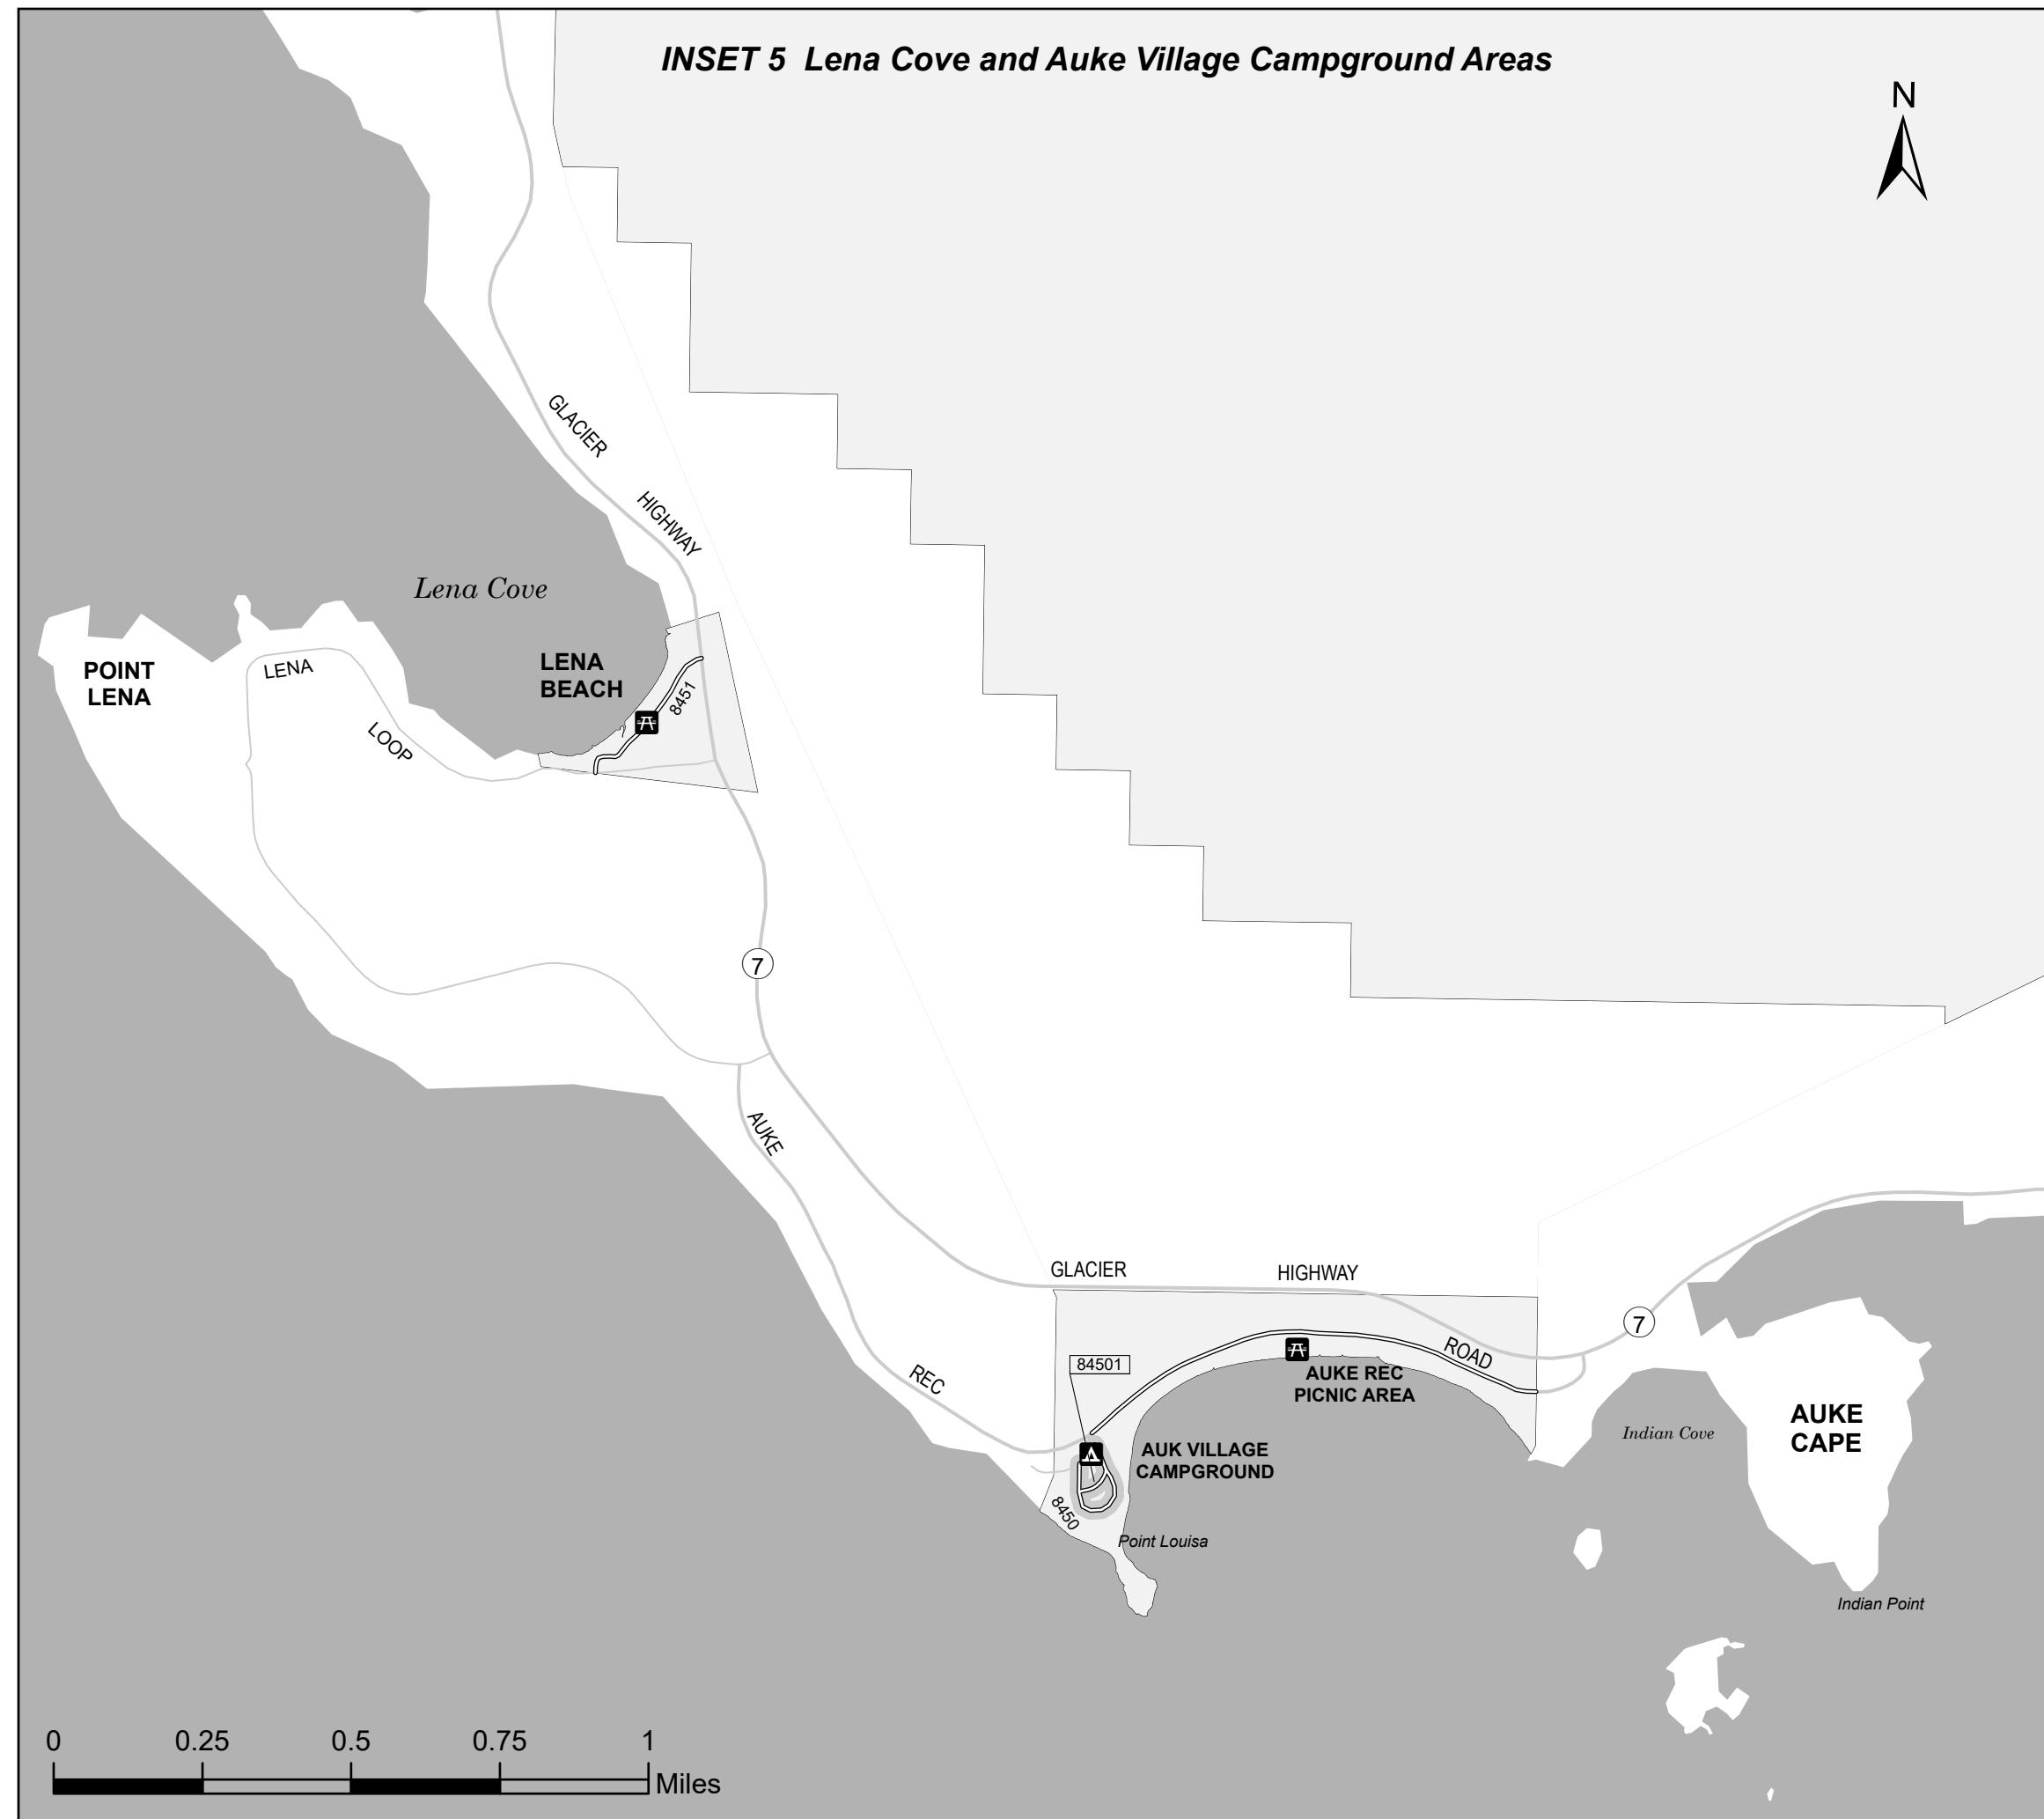 INSET 5  Lena Cove and Auke Village Campground Areas
N
GLACIER
HIGHWAY
Lena Cove
POINT
LENA
LENA
LOOP
LENA
BEACH
8451
7
AUKE
REC
GLACIER
HIGHWAY
ROAD
7
84501
AUKE REC
PICNIC AREA
AUK VILLAGE
CAMPGROUND
8450
Point Louisa
Indian Cove
AUKE
CAPE
Indian Point
0 0.25 0.5 0.75 1
Miles